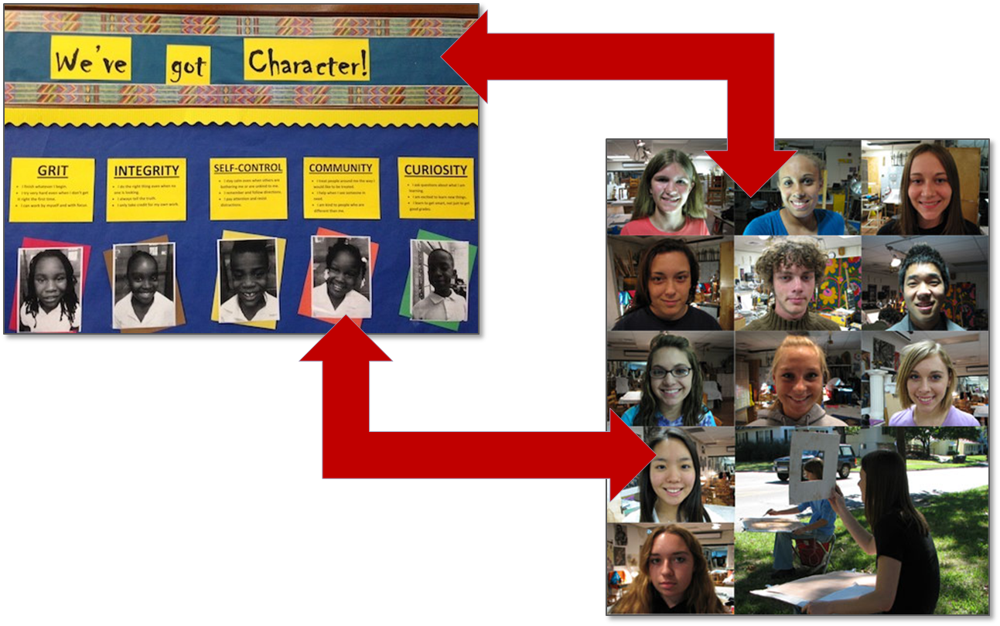 We've got Character!
GRIT
• I finish whatever I begin.
• I try very hard even when I don't get
it right the first time.
• I can work by myself and with focus.
INTEGRITY
• I do the right thing even when no
one is looking.
• I always tell the truth.
• I only take credit for my own work.
SELF-CONTROL
• I stay calm even when others are
bothering me or are unkind to me.
• I remember and follow directions.
• I pay attention and resist
distractions.
COMMUNITY
• I treat people around me the way I
would like to be treated.
• I help when I see someone in
need.
• I am kind to people who are
different than me.
CURIOSITY
• I ask questions about what I am
learning.
• I am excited to learn new things.
• I learn to get smart, not just to get
good grades.